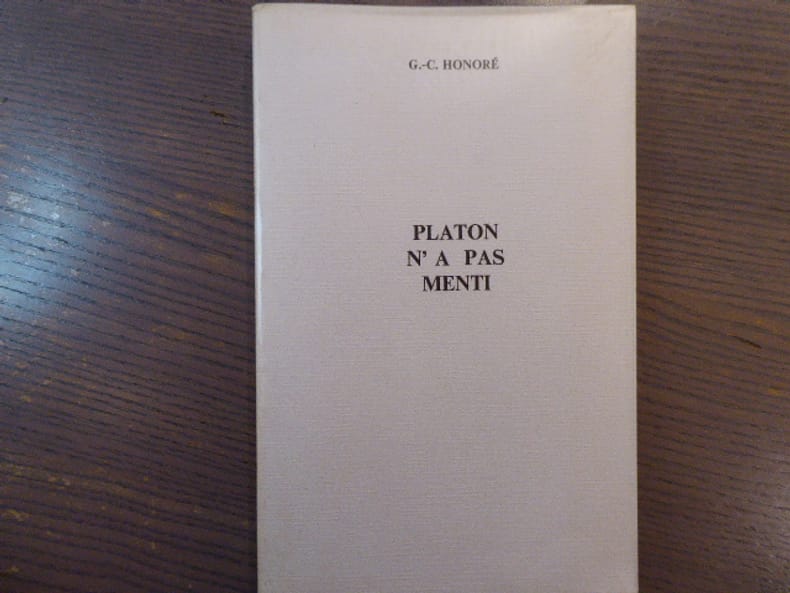 G.-C. HONORÉ
PLATON
N' A PAS
MENTI